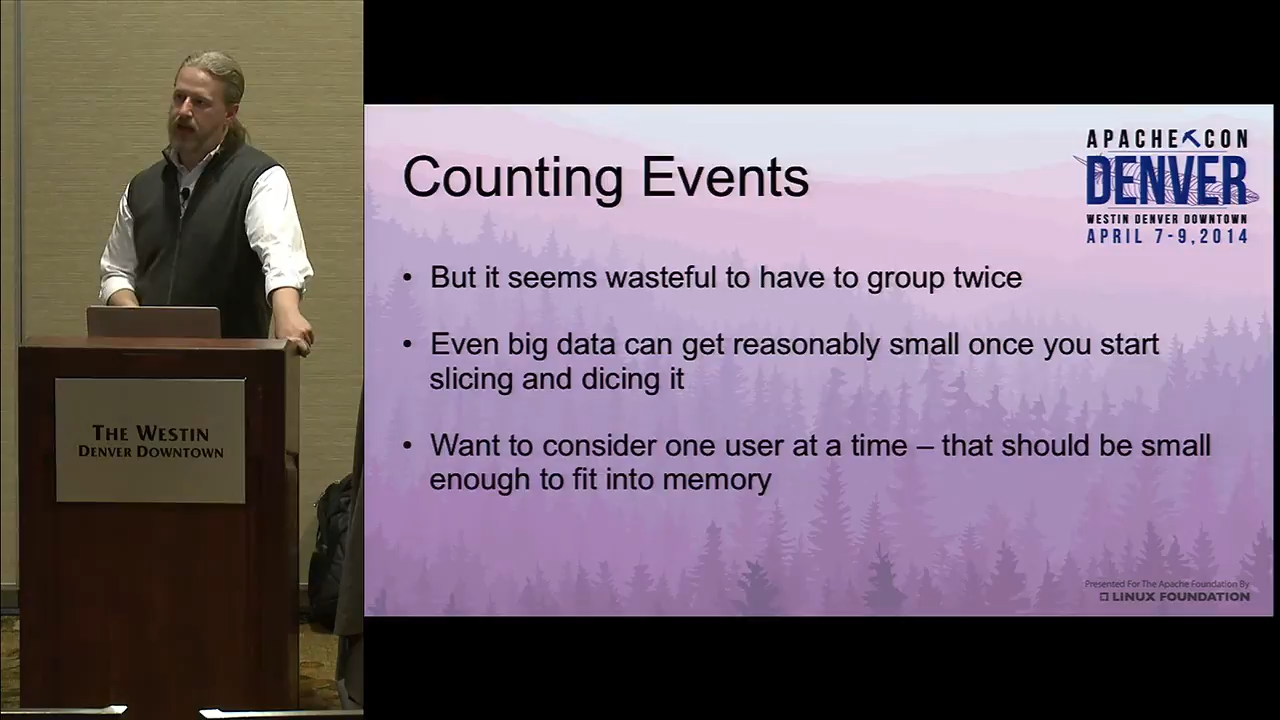 THE WESTIN
DENVER DOWNTOWN
Counting Events
APACHE CON
DENVER
WESTIN DENVER DOWNTOWN
APRIL 7-9, 2014
• But it seems wasteful to have to group twice
• Even big data can get reasonably small once you start
slicing and dicing it
• Want to consider one user at a time – that should be small
enough to fit into memory
Presented For The Apache Foundation By
LINUX FOUNDATION